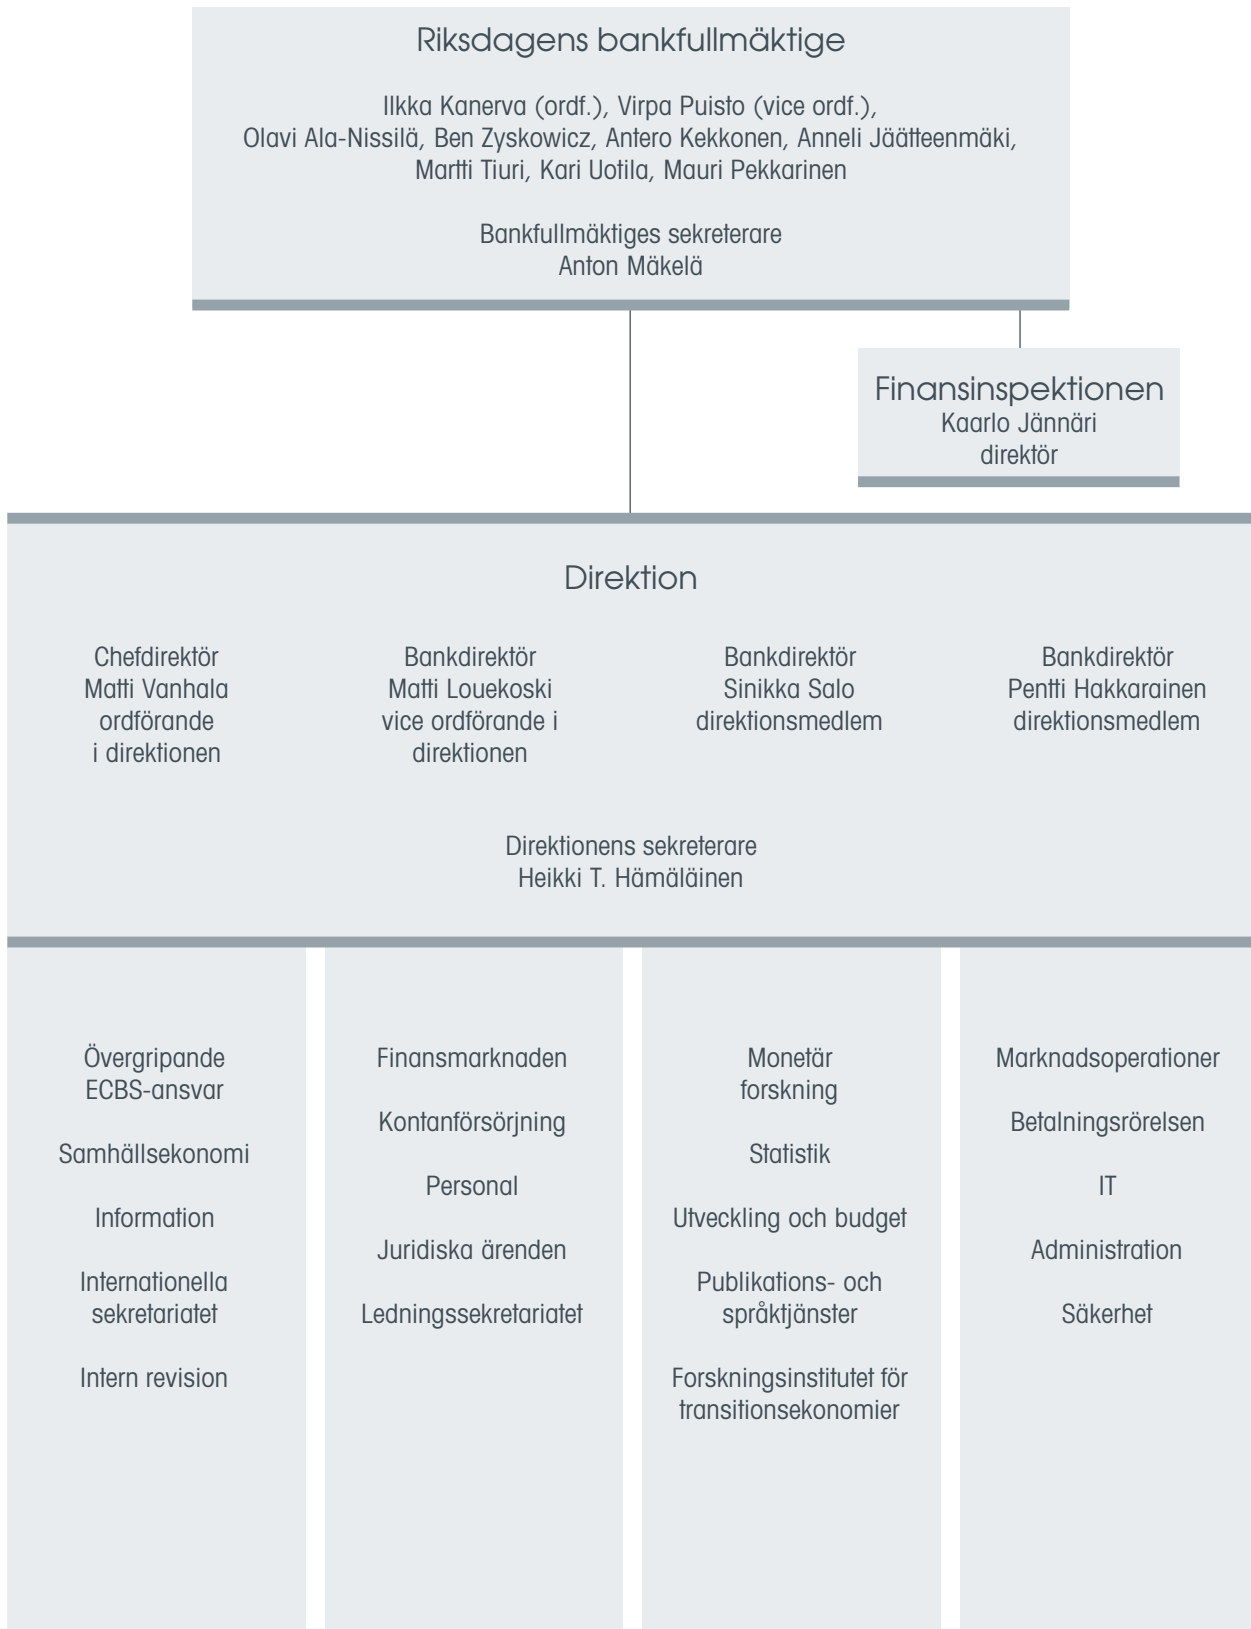 Riksdagens bankfullmäktige
Ilkka Kanerva (ordf.), Virpa Puisto (vice ordf.),
Olavi Ala-Nissilä, Ben Zyskowicz, Antero Kekkonen, Anneli Jäätteenmäki,
Martti Tiuri, Kari Uotila, Mauri Pekkarinen
Bankfullmäktiges sekreterare
Anton Mäkelä
Finansinspektionen
Kaarlo Jännäri
direktör
Direktion
Chefdirektör
Matti Vanhala
ordförande
i direktionen
Bankdirektör
Matti Louekoski
vice ordförande i
direktionen
Bankdirektör
Sinikka Salo
direktionsmedlem
Bankdirektör
Pentti Hakkarainen
direktionsmedlem
Direktionens sekreterare
Heikki T. Hämäläinen
Övergripande
ECBS-ansvar
Samhällsekonomi
Information
Internationella
sekretariatet
Intern revision
Finansmarknaden
Kontanförsörjning
Personal
Juridiska ärenden
Ledningssekretariatet
Monetär
forskning
Statistik
Utveckling och budget
Publikations- och
språktjänster
Forskningsinstitutet för
transitionsekonomier
Marknadsoperationer
Betalningsrörelsen
IT
Administration
Säkerhet